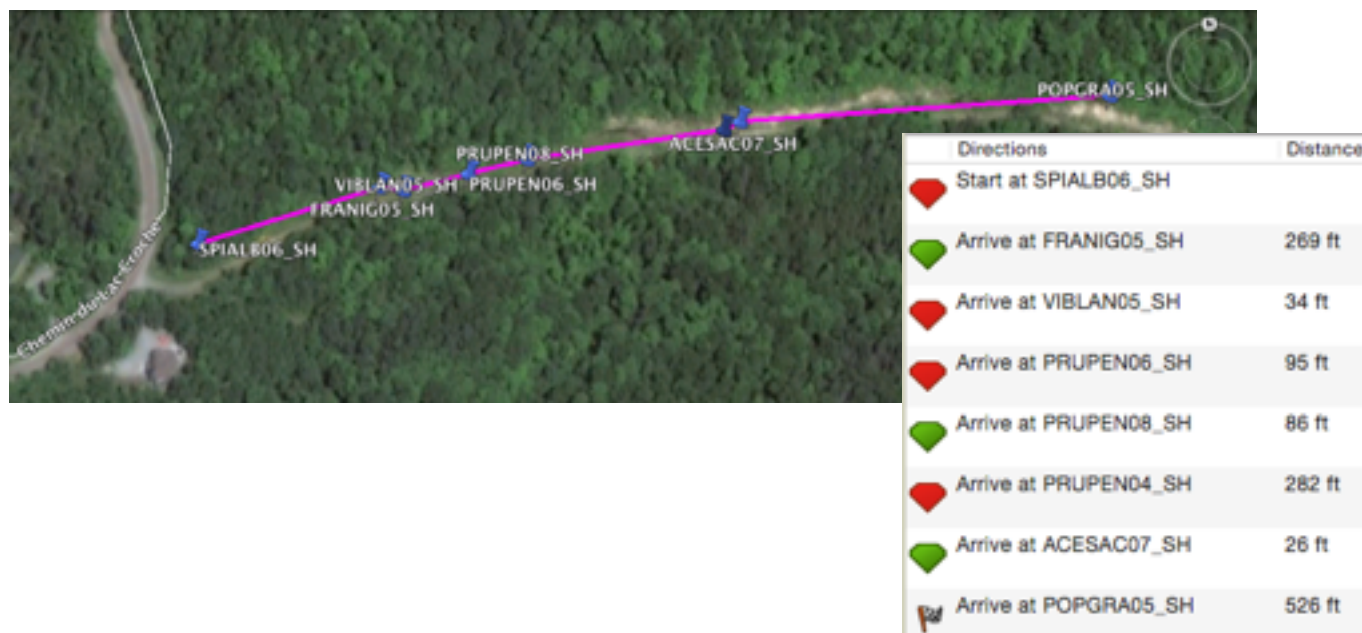 POPGRA05_SH
ACESAC07_SH
PRUPEN08_SH
VIBLAN05_SH PRUPEN06_SH
FRANIG05_SH
SPIALB06_SH
Chemin-du-Lac-Écroche
Directions Distance
Start at SPIALB06_SH
Arrive at FRANIG05_SH 269 ft
Arrive at VIBLAN05_SH 34 ft
Arrive at PRUPEN06_SH 95 ft
Arrive at PRUPEN08_SH 86 ft
Arrive at PRUPEN04_SH 282 ft
Arrive at ACESAC07_SH 26 ft
Arrive at POPGRA05_SH 526 ft